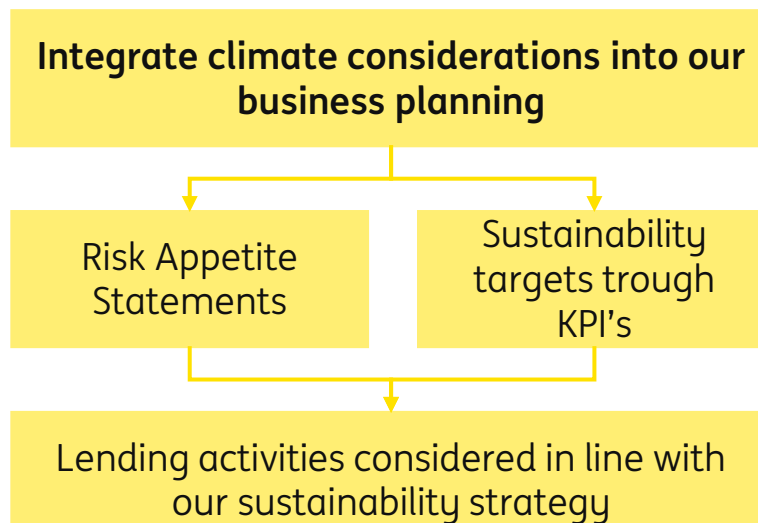 Integrate climate considerations into our
business planning
Risk Appetite
Statements
Sustainability
targets trough
KPI's
Lending activities considered in line with
our sustainability strategy